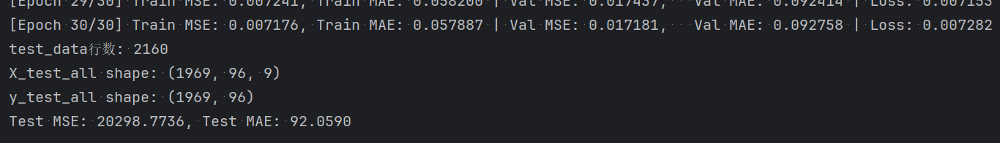 [Epoch 29/30] Train MSE: 0.007241, Train MAE: 0.058200 | Val MSE: 0.017437,   Val MAE: 0.092414 | Loss: 0.007153
[Epoch 30/30] Train MSE: 0.007176, Train MAE: 0.057887 | Val MSE: 0.017181,   Val MAE: 0.092758 | Loss: 0.007282
test_data行数: 2160
X_test_all shape: (1969, 96, 9)
y_test_all shape: (1969, 96)
Test MSE: 20298.7736, Test MAE: 92.0590